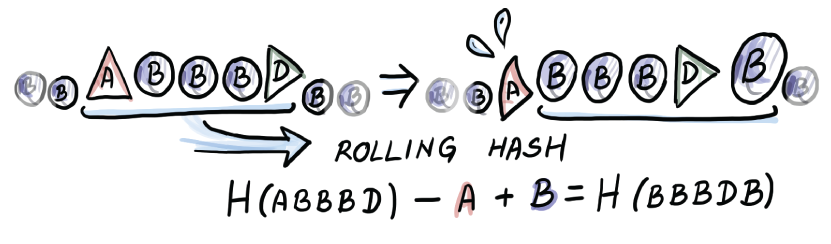 B B A B B B D B B ⇒ B B A B B B D B B
ROLLING HASH
H(ABBBD) - A + B = H(BBBDB)